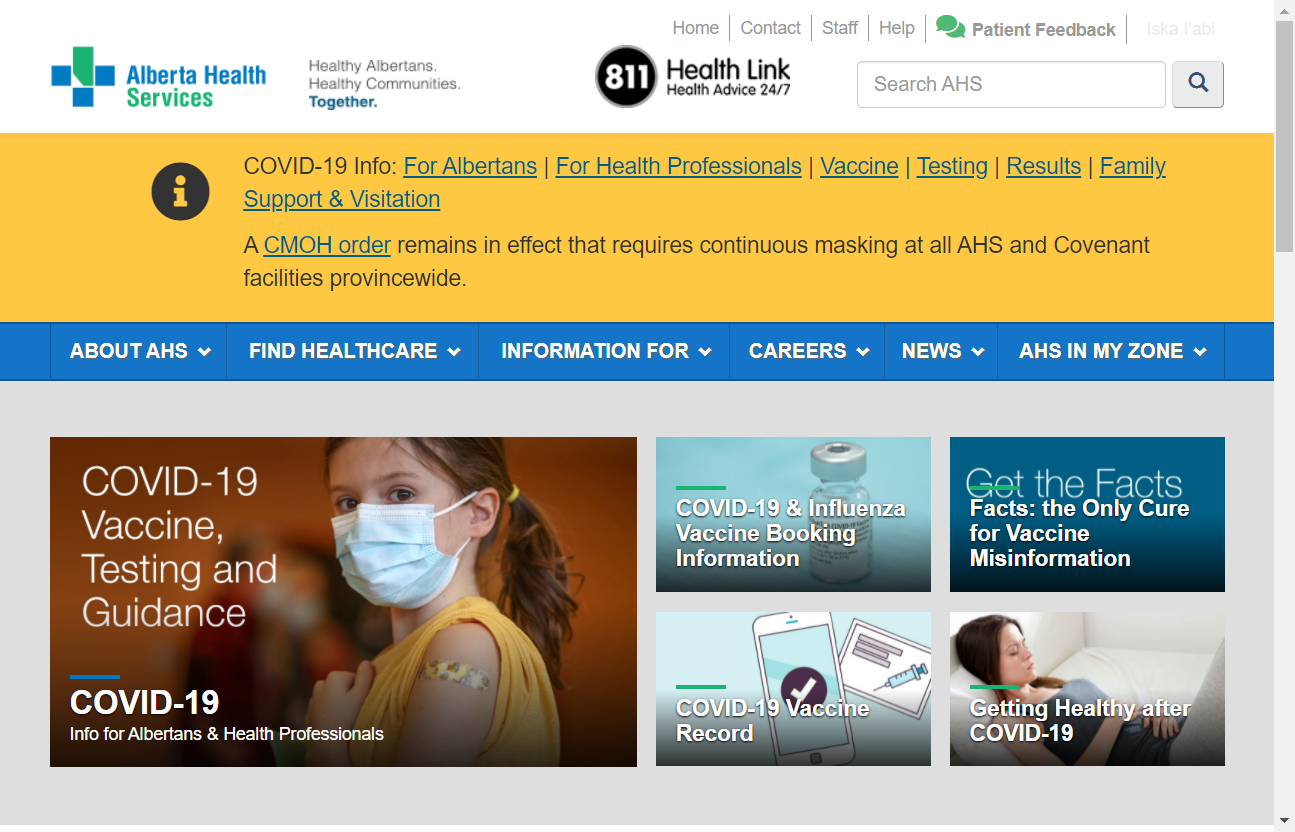 Home
Contact
Staff
Help
Patient Feedback
Iska l'abi
Alberta Health
Services
Healthy Albertans.
Healthy Communities.
Together.
811
Health Link
Health Advice 24/7
Search AHS
COVID-19 Info: For Albertans | For Health Professionals | Vaccine | Testing | Results | Family
Support & Visitation
A CMOH order remains in effect that requires continuous masking at all AHS and Covenant
facilities provincewide.
ABOUT AHS
FIND HEALTHCARE
INFORMATION FOR
CAREERS
NEWS
AHS IN MY ZONE
COVID-19
Vaccine,
Testing and
Guidance
COVID-19
Info for Albertans & Health Professionals
COVID-19 & Influenza
Vaccine Booking
Information
Get the Facts
Facts: the Only Cure
for Vaccine
Misinformation
COVID-19 Vaccine
Record
Getting Healthy after
COVID-19